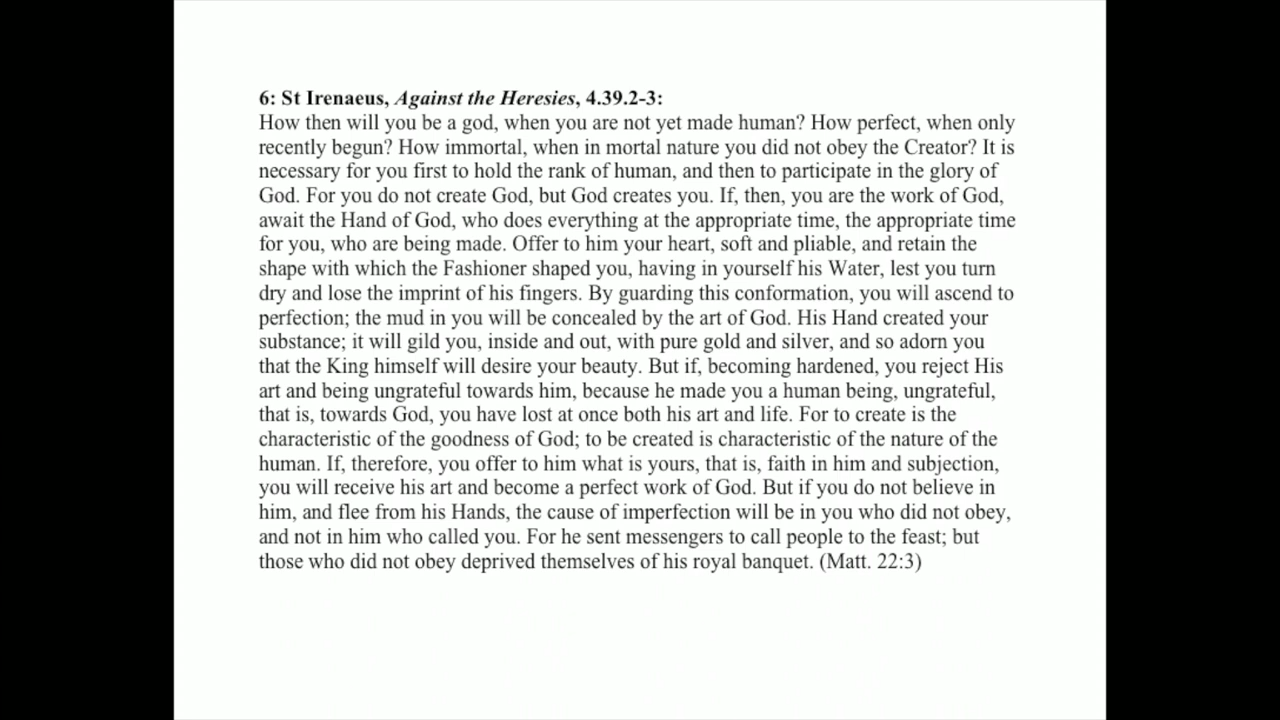 6: St Irenaeus, Against the Heresies, 4.39.2-3:
How then will you be a god, when you are not yet made human? How perfect, when only
recently begun? How immortal, when in mortal nature you did not obey the Creator? It is
necessary for you first to hold the rank of human, and then to participate in the glory of
God. For you do not create God, but God creates you. If, then, you are the work of God,
await the Hand of God, who does everything at the appropriate time, the appropriate time
for you, who are being made. Offer to him your heart, soft and pliable, and retain the
shape with which the Fashioner shaped you, having in yourself his Water, lest you turn
dry and lose the imprint of his fingers. By guarding this conformation, you will ascend to
perfection; the mud in you will be concealed by the art of God. His Hand created your
substance; it will gild you, inside and out, with pure gold and silver, and so adorn you
that the King himself will desire your beauty. But if, becoming hardened, you reject His
art and being ungrateful towards him, because he made you a human being, ungrateful,
that is, towards God, you have lost at once both his art and life. For to create is the
characteristic of the goodness of God; to be created is characteristic of the nature of the
human. If, therefore, you offer to him what is yours, that is, faith in him and subjection,
you will receive his art and become a perfect work of God. But if you do not believe in
him, and flee from his Hands, the cause of imperfection will be in you who did not obey,
and not in him who called you. For he sent messengers to call people to the feast; but
those who did not obey deprived themselves of his royal banquet. (Matt. 22:3)